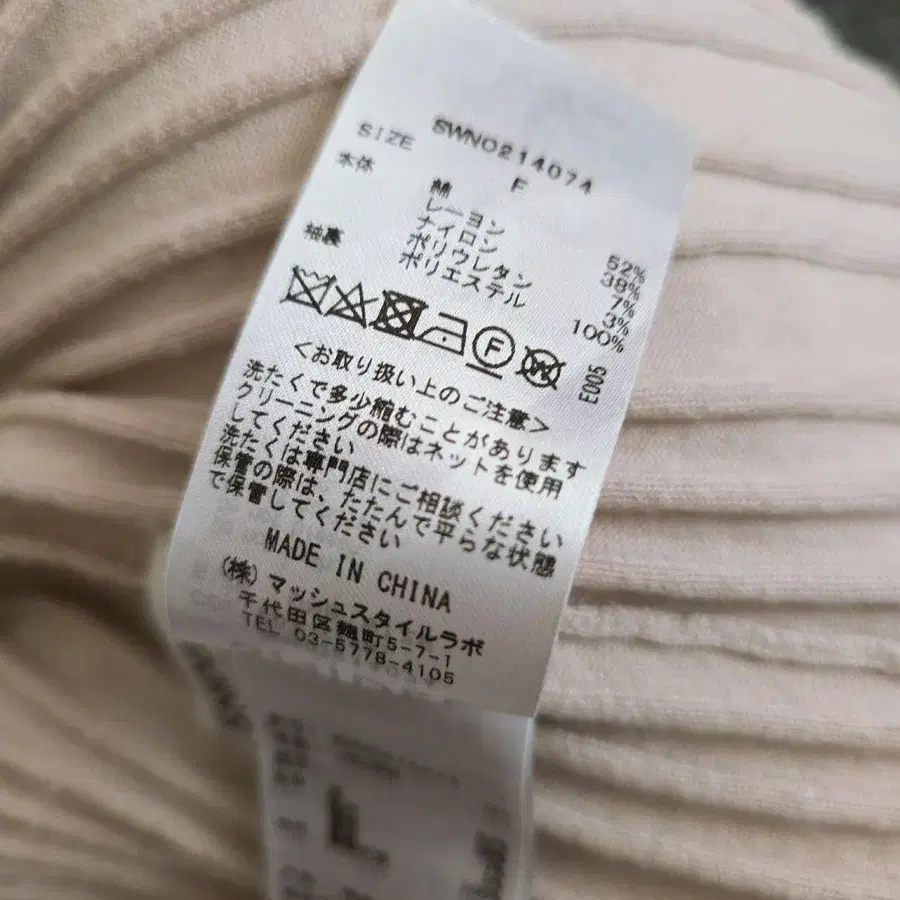 SWNO214074
SIZE F
本体 綿 52%
レーヨン 38%
ナイロン 7%
ポリウレタン 3%
袖裏 ポリエステル 100%
F
W
E005
<お取り扱い上のご注意>
洗たくで多少縮むことがあります
クリーニングの際はネットを使用
してください
洗たくは専門店にご相談ください
保管の際は、たたんで平らな状態
で保管してください
MADE IN CHINA
(株)マッシュスタイルラボ
千代田区麹町5-7-1
TEL 03-5778-4105